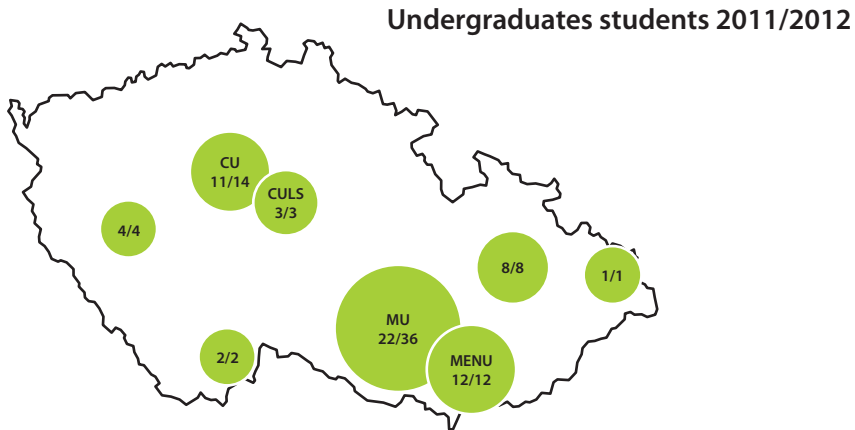 Undergraduates students 2011/2012
CU
11/14
CULS
3/3
4/4
8/8
1/1
MU
22/36
2/2
MENU
12/12